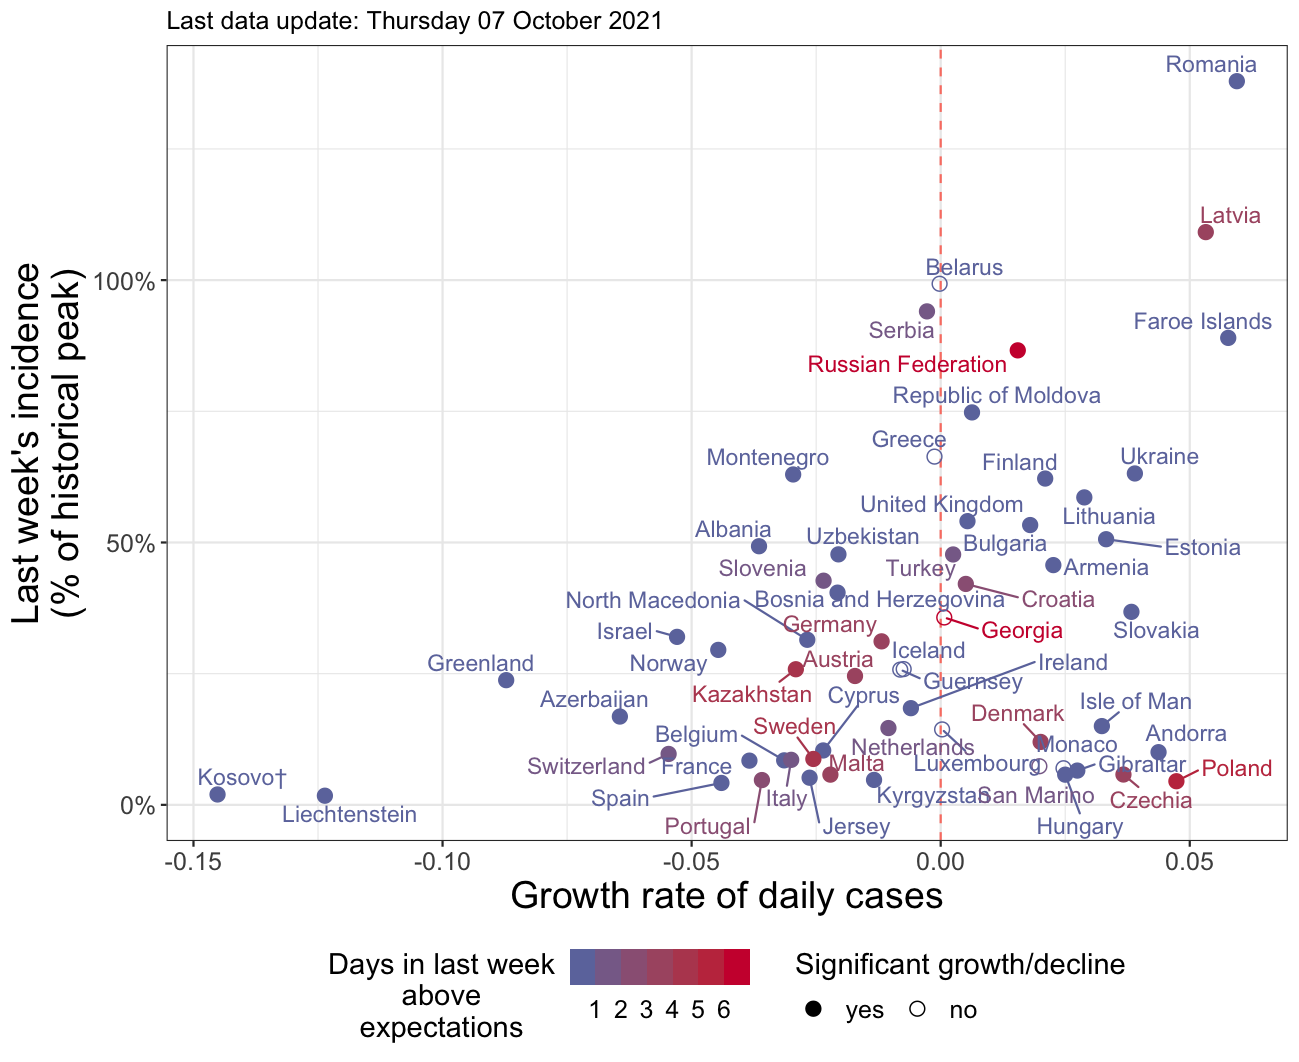 Last data update: Thursday 07 October 2021
Last week's incidence
(% of historical peak)
100%
50%
0%
Romania
Latvia
Belarus
Serbia
Faroe Islands
Russian Federation
Republic of Moldova
Greece
Montenegro
Finland
Ukraine
United Kingdom
Lithuania
Albania
Uzbekistan
Bulgaria
Estonia
Slovenia
Turkey
Armenia
North Macedonia
Bosnia and Herzegovina
Croatia
Germany
Israel
Georgia
Slovakia
Norway
Austria
Iceland
Ireland
Greenland
Guernsey
Kazakhstan
Cyprus
Azerbaijan
Isle of Man
Denmark
Sweden
Belgium
Netherlands
Monaco
Andorra
Switzerland
France
Malta
Luxembourg
Gibraltar
Poland
Kosovo†
Spain
Italy
Kyrgyzstan
San Marino
Czechia
Liechtenstein
Portugal
Jersey
Hungary
-0.15
-0.10
-0.05
0.00
0.05
Growth rate of daily cases
Days in last week
above
expectations
1 2 3 4 5 6
Significant growth/decline
yes
no